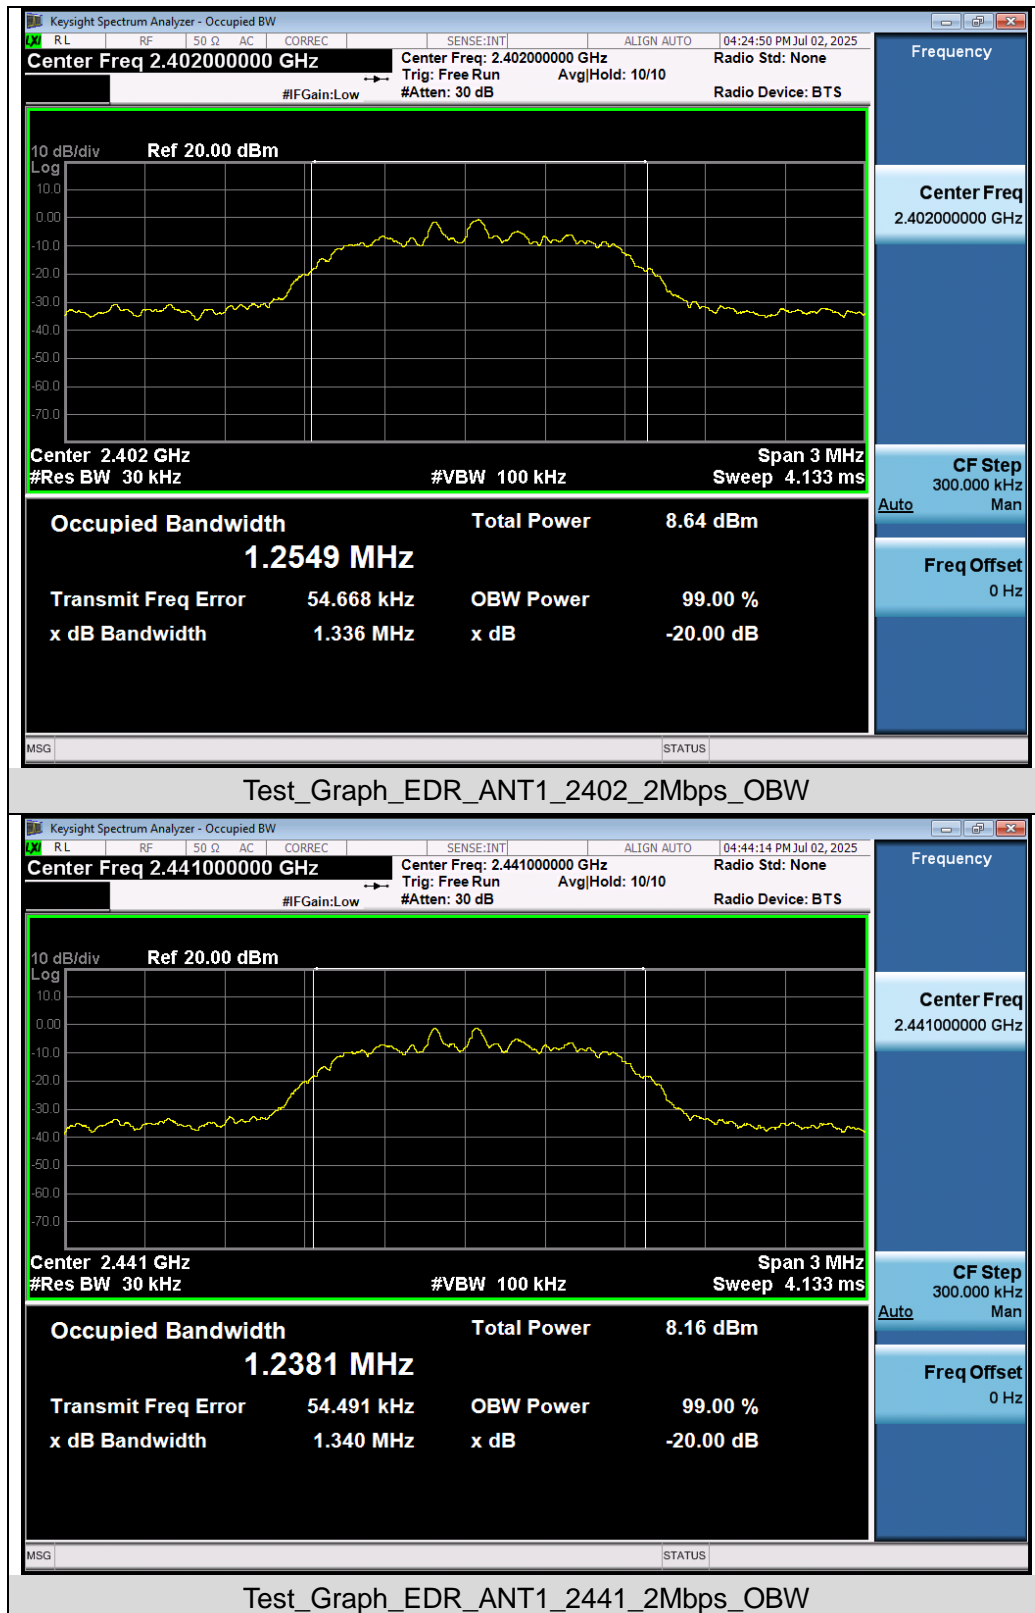 Keysight Spectrum Analyzer - Occupied BW
LXI RL RF 50 Ω AC CORREC SENSE:INT ALIGN AUTO 04:24:50 PM Jul 02, 2025
Center Freq 2.402000000 GHz
Center Freq: 2.402000000 GHz Radio Std: None
Trig: Free Run Avg|Hold: 10/10
#IFGain:Low #Atten: 30 dB Radio Device: BTS
10 dB/div Ref 20.00 dBm
Log
10.0
0.00
-10.0
-20.0
-30.0
-40.0
-50.0
-60.0
-70.0
Center 2.402 GHz Span 3 MHz
#Res BW 30 kHz #VBW 100 kHz Sweep 4.133 ms
Occupied Bandwidth Total Power 8.64 dBm
1.2549 MHz
Transmit Freq Error 54.668 kHz OBW Power 99.00 %
x dB Bandwidth 1.336 MHz x dB -20.00 dB
MSG STATUS
Frequency
Center Freq
2.402000000 GHz
CF Step
300.000 kHz
Auto Man
Freq Offset
0 Hz
Test_Graph_EDR_ANT1_2402_2Mbps_OBW
Keysight Spectrum Analyzer - Occupied BW
LXI RL RF 50 Ω AC CORREC SENSE:INT ALIGN AUTO 04:44:14 PM Jul 02, 2025
Center Freq 2.441000000 GHz
Center Freq: 2.441000000 GHz Radio Std: None
Trig: Free Run Avg|Hold: 10/10
#IFGain:Low #Atten: 30 dB Radio Device: BTS
10 dB/div Ref 20.00 dBm
Log
10.0
0.00
-10.0
-20.0
-30.0
-40.0
-50.0
-60.0
-70.0
Center 2.441 GHz Span 3 MHz
#Res BW 30 kHz #VBW 100 kHz Sweep 4.133 ms
Occupied Bandwidth Total Power 8.16 dBm
1.2381 MHz
Transmit Freq Error 54.491 kHz OBW Power 99.00 %
x dB Bandwidth 1.340 MHz x dB -20.00 dB
MSG STATUS
Frequency
Center Freq
2.441000000 GHz
CF Step
300.000 kHz
Auto Man
Freq Offset
0 Hz
Test_Graph_EDR_ANT1_2441_2Mbps_OBW